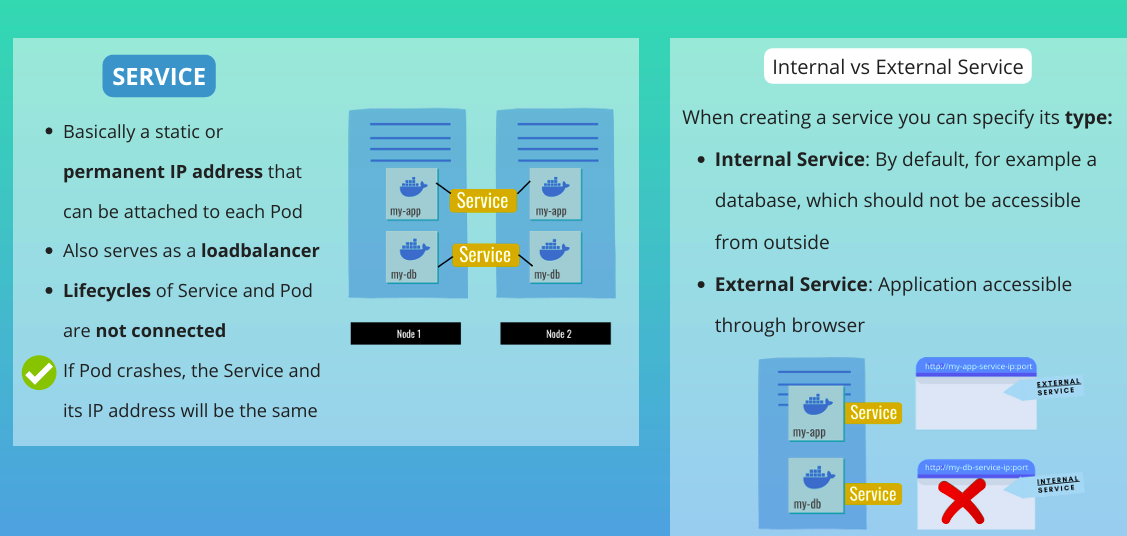 SERVICE
Basically a static or
permanent IP address that
can be attached to each Pod
Also serves as a loadbalancer
Lifecycles of Service and Pod
are not connected
If Pod crashes, the Service and
its IP address will be the same
my-app
Service
my-app
my-db
Service
my-db
Node 1
Node 2
Internal vs External Service
When creating a service you can specify its type:
Internal Service: By default, for example a
database, which should not be accessible
from outside
External Service: Application accessible
through browser
my-app
Service
http://my-app-service-ip:port
EXTERNAL
SERVICE
my-db
Service
http://my-db-service-ip:port
INTERNAL
SERVICE